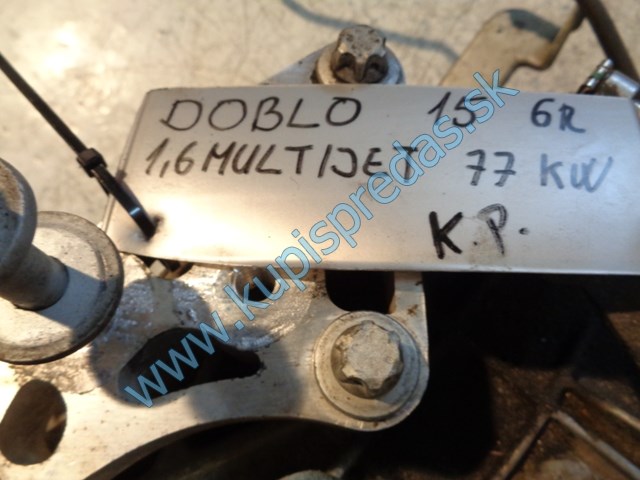 DOBLO 15 6R
1,6 MULTIJET 77 KW
K.P.
www.kupispredas.sk